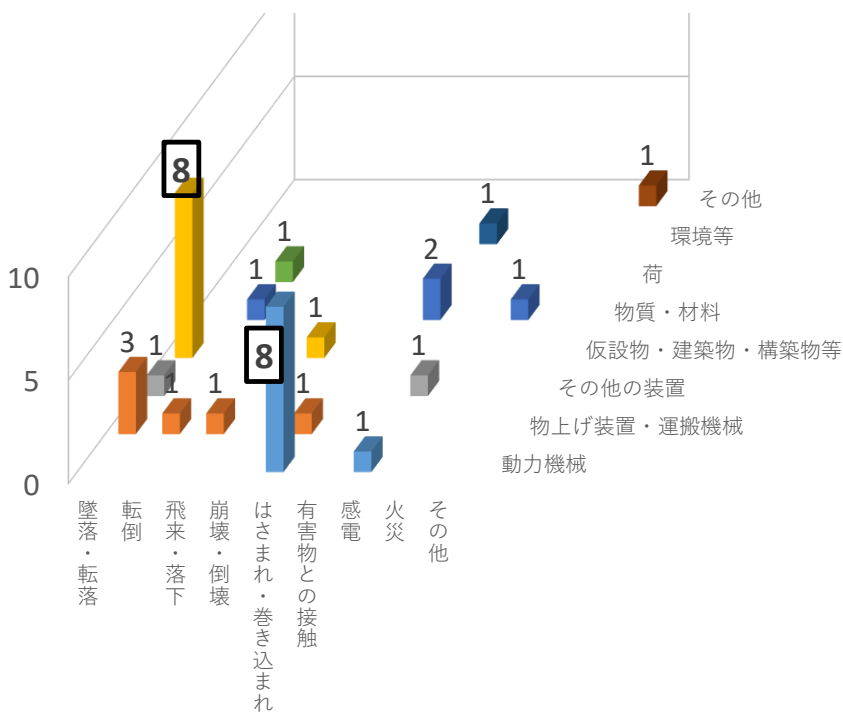 1
8
1
1
2
1
1
1
10
3
1
8
1
1
1
1
5
1
0
その他
環境等
荷
物質・材料
仮設物・建築物・構築物等
その他の装置
物上げ装置・運搬機械
動力機械
墜落・転落
転倒
飛来・落下
崩壊・倒壊
はさまれ・巻き込まれ
有害物との接触
感電
火災
その他